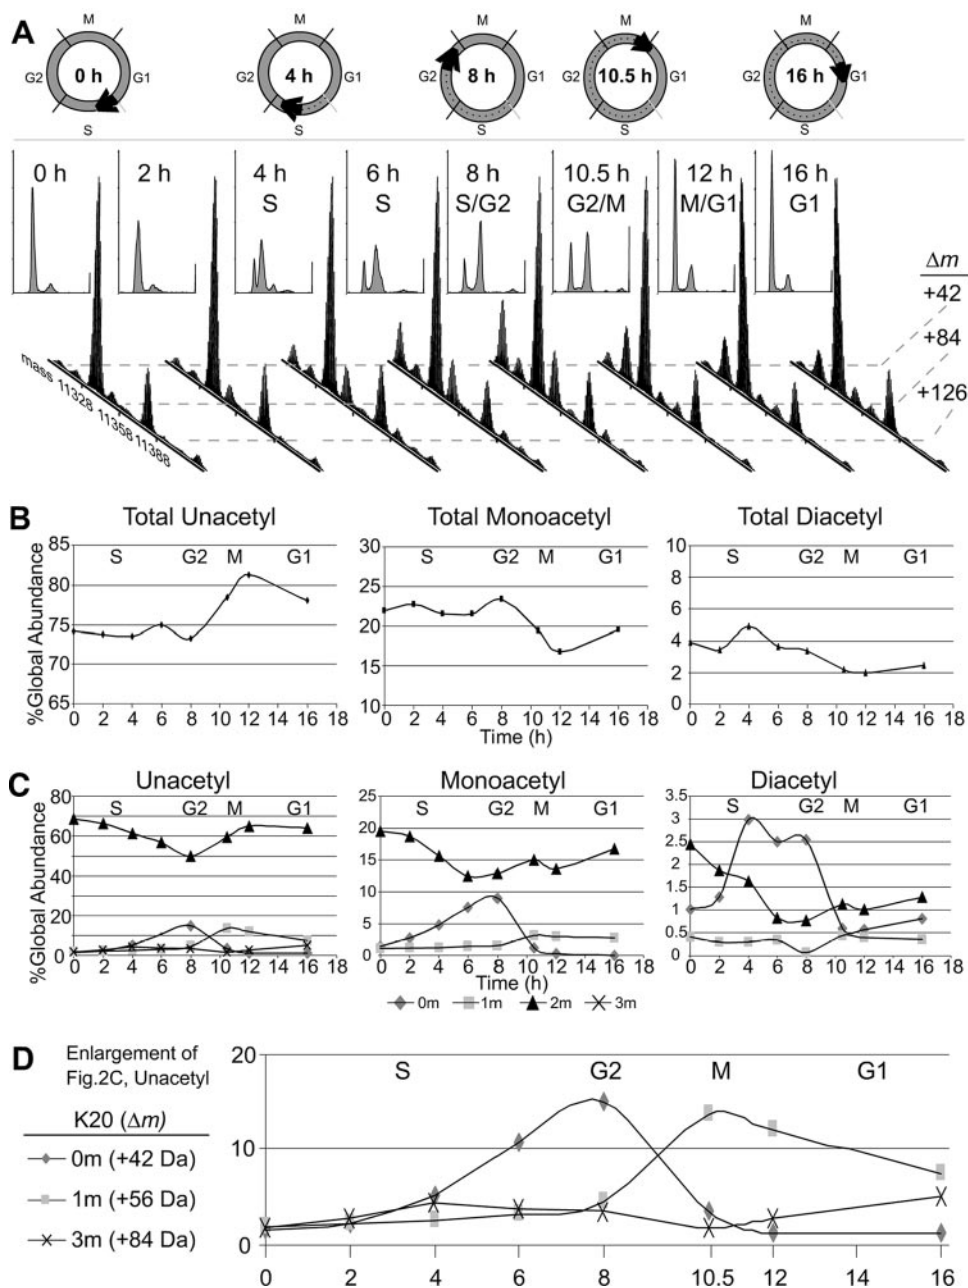 A
M M M M M
G2 0 h 4 h G1 G2 8 h 10.5 h G1 16 h G1
S S S
0 h 2 h 4 h 6 h 8 h 10.5 h 12 h 16 h
S S S/G2 G2/M M/G1 G1
Δm
+42
+84
+126
mass 11328 11358 11388
B Total Unacetyl Total Monoacetyl Total Diacetyl
%Global Abundance
85 80 75 70 65
S G2 M G1
0 2 4 6 8 10 12 14 16 18
30 25 20 15 10
S G2 M G1
0 2 4 6 8 10 12 14 16 18
10 8 6 4 2 0
S G2 M G1
0 2 4 6 8 10 12 14 16 18
Time (h)
C Unacetyl Monoacetyl Diacetyl
%Global Abundance
80 60 40 20 10 0
S G2 M G1
0 2 4 6 8 10 12 14 16 18
25 20 15 10 5 0
S G2 M G1
0 2 4 6 8 10 12 14 16 18
3.5 3 2.5 2 1.5 1 0.5 0
S G2 M G1
0 2 4 6 8 10 12 14 16 18
Time (h)
0m 1m 2m 3m
D Enlargement of
Fig.2C, Unacetyl
K20 (Δm)
0m (+42 Da)
1m (+56 Da)
3m (+84 Da)
20 10 0
S G2 M G1
0 2 4 6 8 10.5 12 14 16